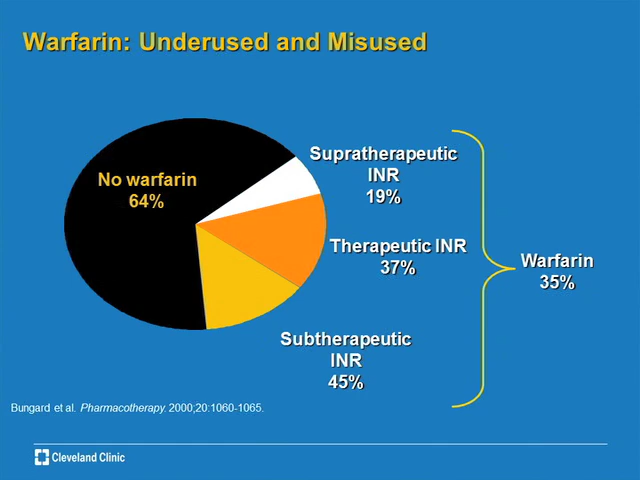 Warfarin: Underused and Misused
No warfarin
64%
Supratherapeutic
INR
19%
Therapeutic INR
37%
Subtherapeutic
INR
45%
Warfarin
35%
Bungard et al. Pharmacotherapy. 2000;20:1060-1065.
Cleveland Clinic